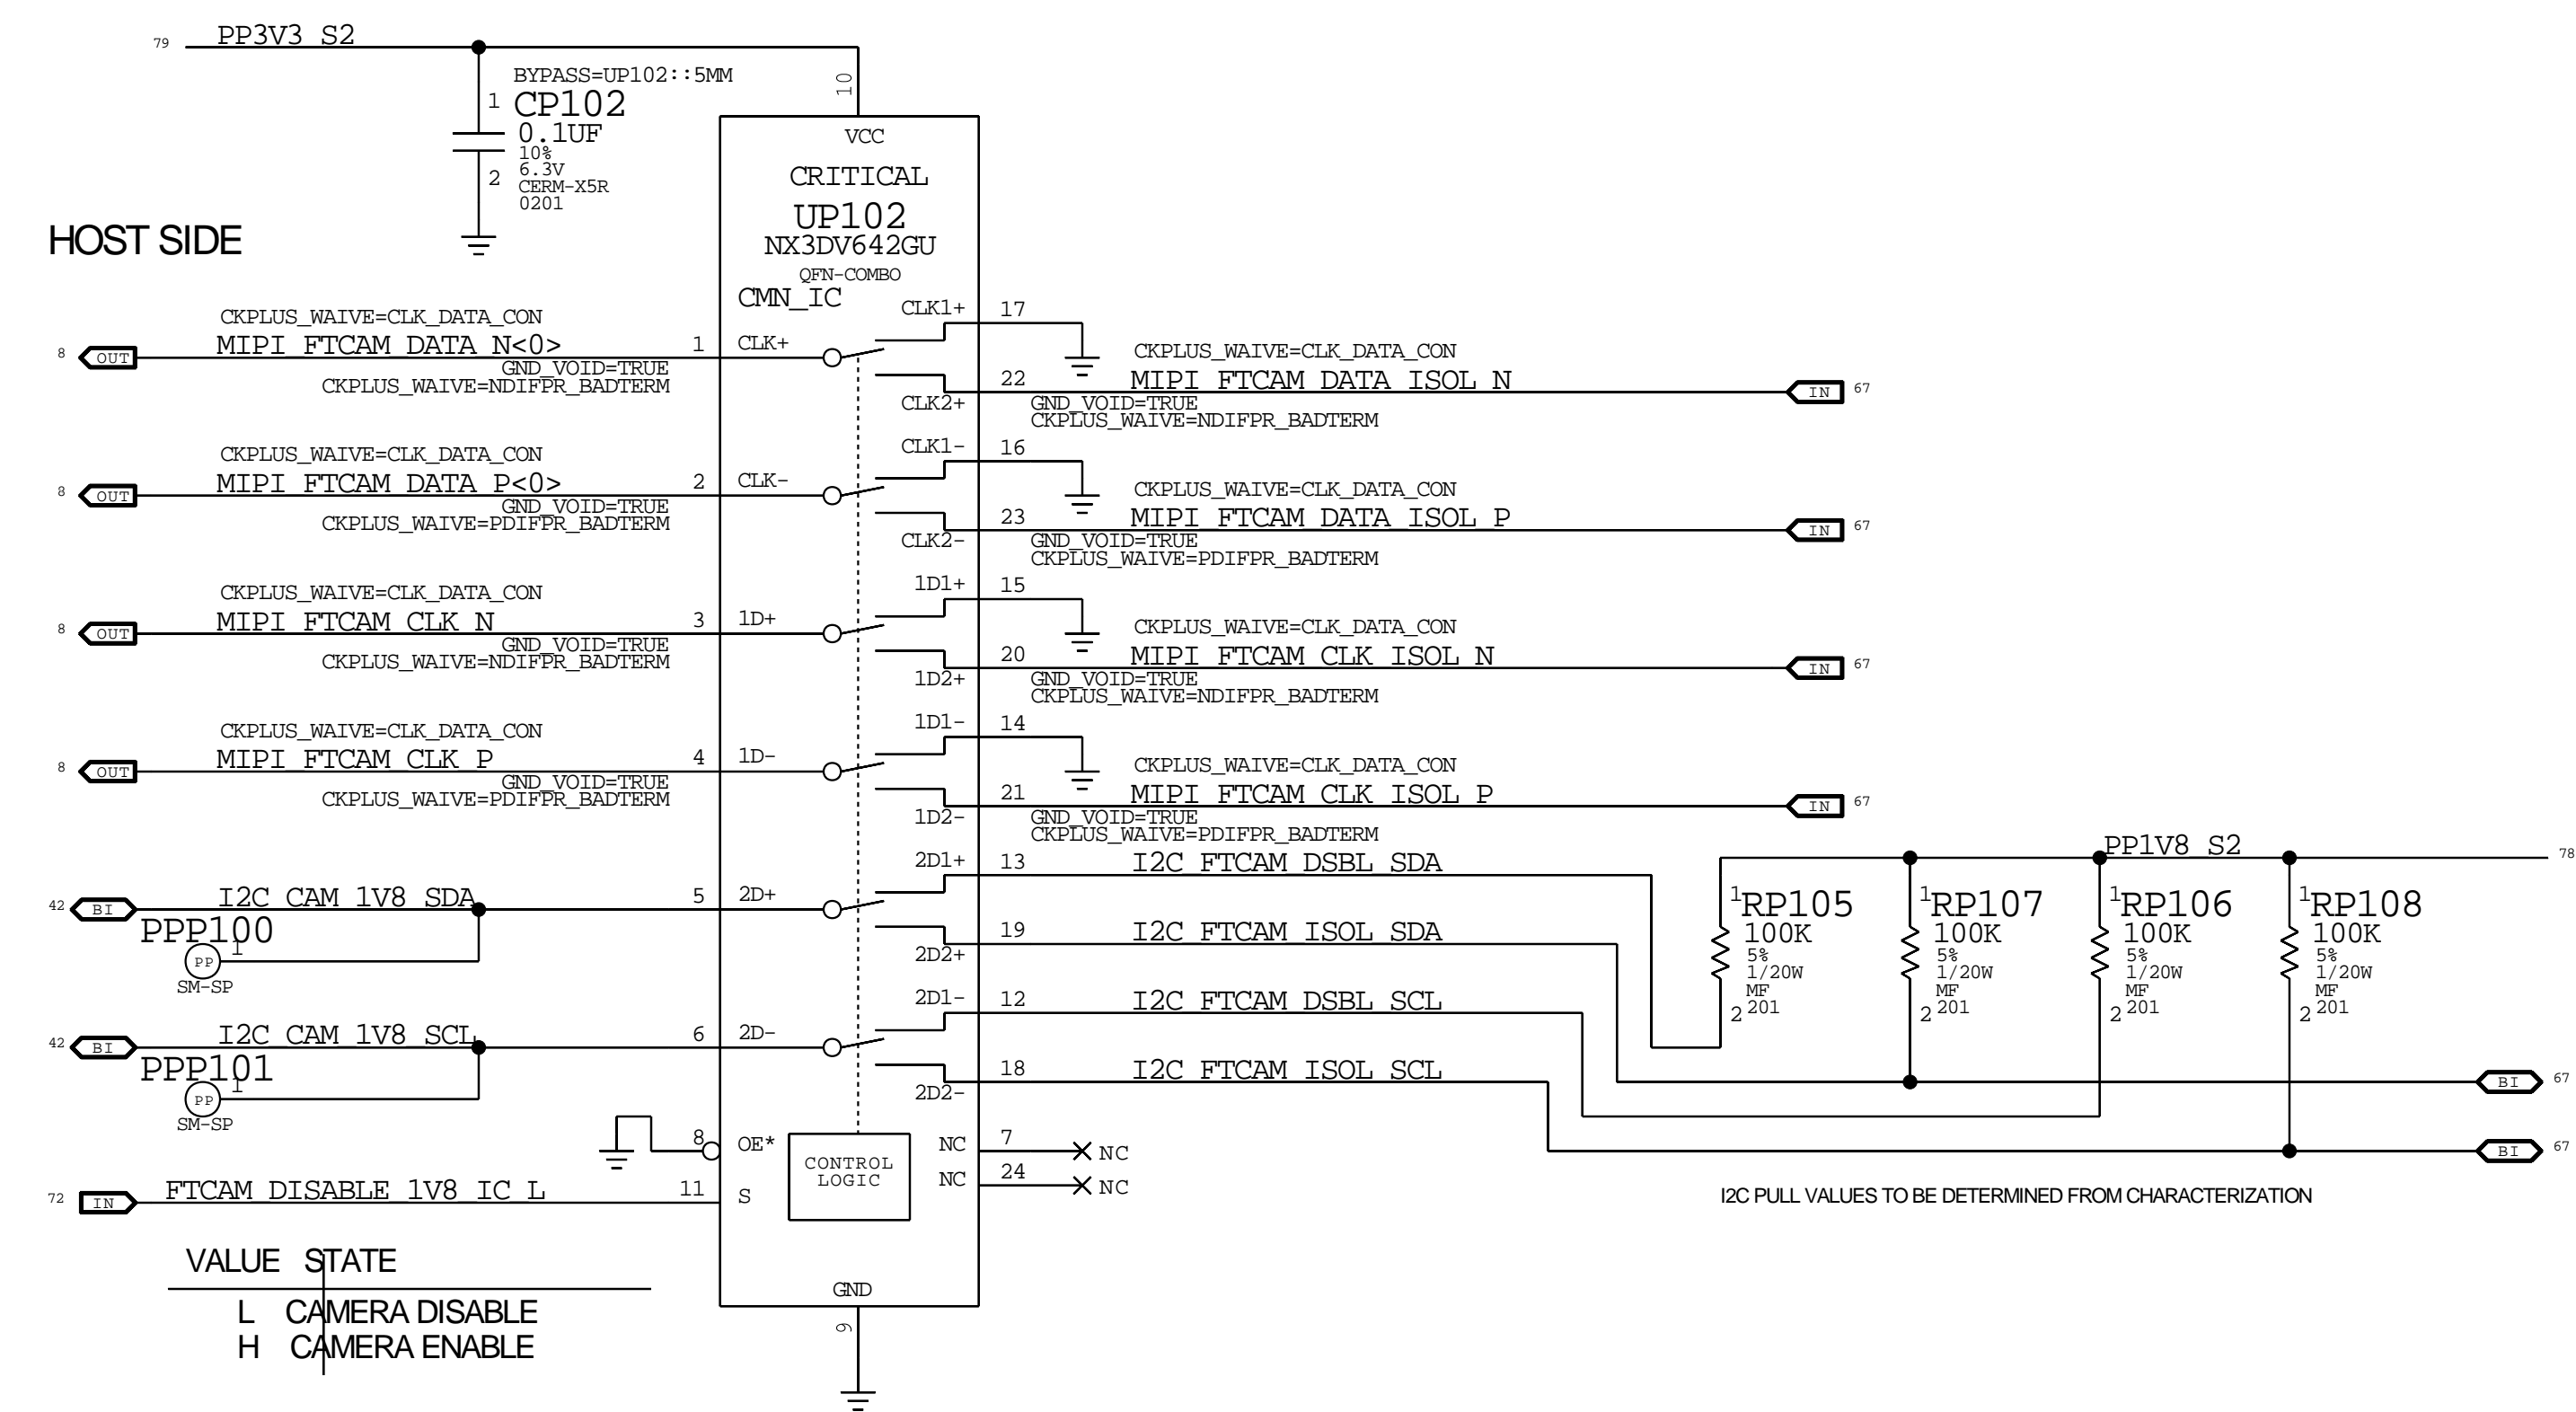 79 PP3V3_S2
BYPASS=UP102::5MM
1 CP102
0.1UF
10%
6.3V
2
CERM-X5R
0201
10
VCC
CRITICAL
UP102
NX3DV642GU
QFN-COMBO
CMN_IC
HOST SIDE
CKPLUS_WAIVE=CLK_DATA_CON
8 OUT MIPI_FTCAM_DATA_N<0> 1 CLK+
GND_VOID=TRUE
CKPLUS_WAIVE=NDIFPR_BADTERM
CLK1+ 17
CKPLUS_WAIVE=CLK_DATA_CON
22 MIPI_FTCAM_DATA_ISOL_N IN 67
CLK2+ GND_VOID=TRUE
CKPLUS_WAIVE=NDIFPR_BADTERM
CKPLUS_WAIVE=CLK_DATA_CON
8 OUT MIPI_FTCAM_DATA_P<0> 2 CLK-
GND_VOID=TRUE
CKPLUS_WAIVE=PDIFPR_BADTERM
CLK1- 16
CKPLUS_WAIVE=CLK_DATA_CON
23 MIPI_FTCAM_DATA_ISOL_P IN 67
CLK2- GND_VOID=TRUE
CKPLUS_WAIVE=PDIFPR_BADTERM
CKPLUS_WAIVE=CLK_DATA_CON
8 OUT MIPI_FTCAM_CLK_N 3 1D+
GND_VOID=TRUE
CKPLUS_WAIVE=NDIFPR_BADTERM
1D1+ 15
CKPLUS_WAIVE=CLK_DATA_CON
20 MIPI_FTCAM_CLK_ISOL_N IN 67
1D2+ GND_VOID=TRUE
CKPLUS_WAIVE=NDIFPR_BADTERM
CKPLUS_WAIVE=CLK_DATA_CON
8 OUT MIPI_FTCAM_CLK_P 4 1D-
GND_VOID=TRUE
CKPLUS_WAIVE=PDIFPR_BADTERM
1D1- 14
CKPLUS_WAIVE=CLK_DATA_CON
21 MIPI_FTCAM_CLK_ISOL_P IN 67
1D2- GND_VOID=TRUE
CKPLUS_WAIVE=PDIFPR_BADTERM
42 BI I2C_CAM_1V8_SDA 5 2D+
PPP100
1
PP
SM-SP
2D1+ 13 I2C_FTCAM_DSBL_SDA
19 I2C_FTCAM_ISOL_SDA
2D2+
42 BI I2C_CAM_1V8_SCL 6 2D-
PPP101
1
PP
SM-SP
2D1- 12 I2C_FTCAM_DSBL_SCL
18 I2C_FTCAM_ISOL_SCL
2D2-
PP1V8_S2 78
1 RP105
100K
5%
1/20W
MF
2 201
1 RP107
100K
5%
1/20W
MF
2 201
1 RP106
100K
5%
1/20W
MF
2 201
1 RP108
100K
5%
1/20W
MF
2 201
BI 67
BI 67
I2C PULL VALUES TO BE DETERMINED FROM CHARACTERIZATION
8 OE*
CONTROL
LOGIC
NC 7 NC
NC 24 NC
72 IN FTCAM_DISABLE_1V8_IC_L 11 S
VALUE STATE
L CAMERA DISABLE
H CAMERA ENABLE
GND
9